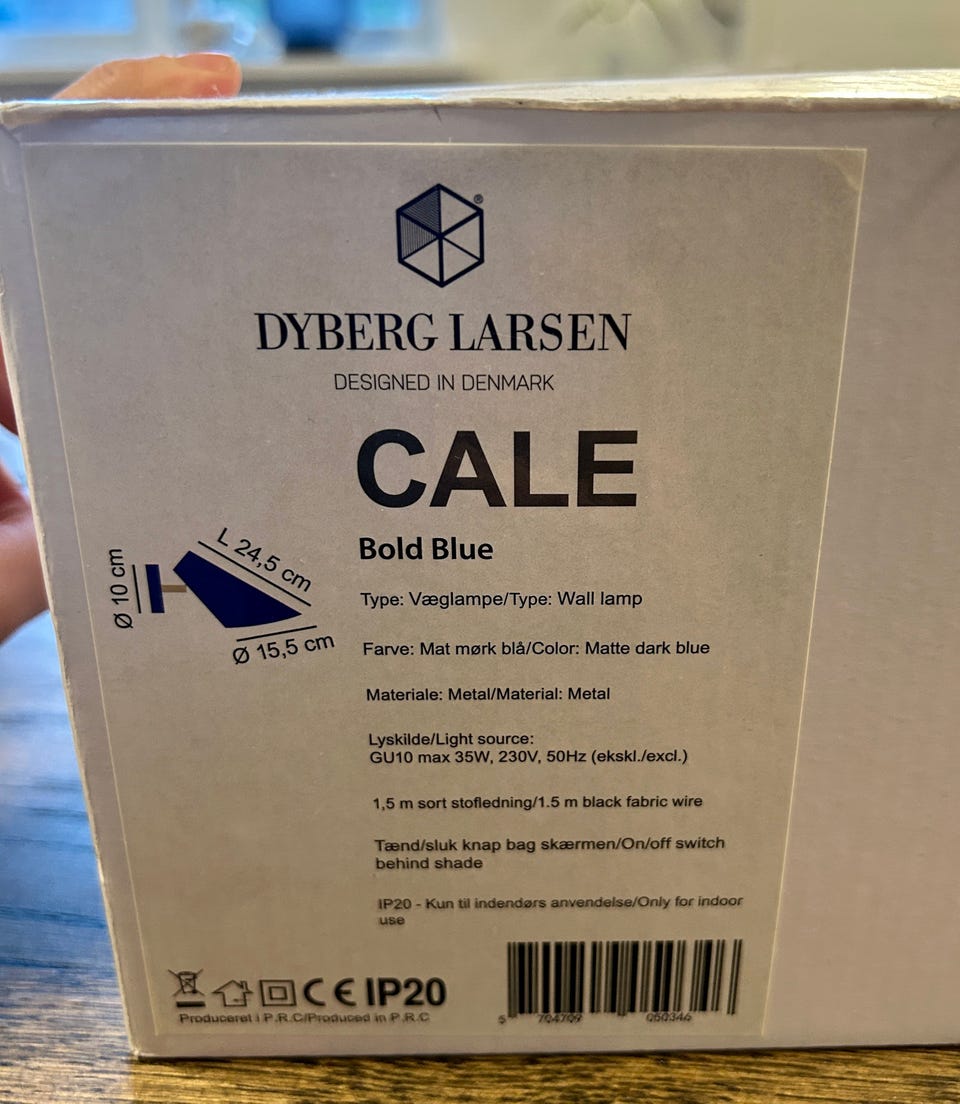 ®
DYBERG LARSEN
DESIGNED IN DENMARK
CALE
Bold Blue
Ø 10 cm
L 24,5 cm
Ø 15,5 cm
Type: Væglampe/Type: Wall lamp
Farve: Mat mørk blå/Color: Matte dark blue
Materiale: Metal/Material: Metal
Lyskilde/Light source:
GU10 max 35W, 230V, 50Hz (ekskl./excl.)
1,5 m sort stofledning/1.5 m black fabric wire
Tænd/sluk knap bag skærmen/On/off switch
behind shade
IP20 - Kun til indendørs anvendelse/Only for indoor
use
CE IP20
Produceret i P.R.C/Produced in P.R.C
5 704709 050346